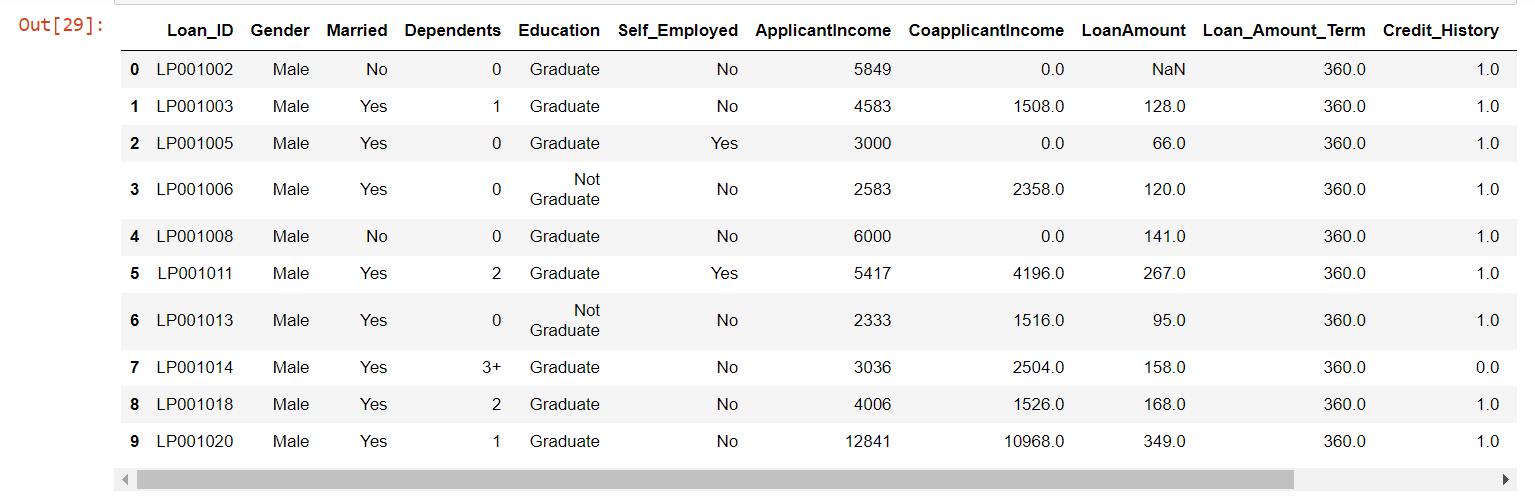 Out[29]:
Loan_ID Gender Married Dependents Education Self_Employed ApplicantIncome CoapplicantIncome LoanAmount Loan_Amount_Term Credit_History
0 LP001002 Male No 0 Graduate No 5849 0.0 NaN 360.0 1.0
1 LP001003 Male Yes 1 Graduate No 4583 1508.0 128.0 360.0 1.0
2 LP001005 Male Yes 0 Graduate Yes 3000 0.0 66.0 360.0 1.0
3 LP001006 Male Yes 0 Not Graduate No 2583 2358.0 120.0 360.0 1.0
4 LP001008 Male No 0 Graduate No 6000 0.0 141.0 360.0 1.0
5 LP001011 Male Yes 2 Graduate Yes 5417 4196.0 267.0 360.0 1.0
6 LP001013 Male Yes 0 Not Graduate No 2333 1516.0 95.0 360.0 1.0
7 LP001014 Male Yes 3+ Graduate No 3036 2504.0 158.0 360.0 0.0
8 LP001018 Male Yes 2 Graduate No 4006 1526.0 168.0 360.0 1.0
9 LP001020 Male Yes 1 Graduate No 12841 10968.0 349.0 360.0 1.0